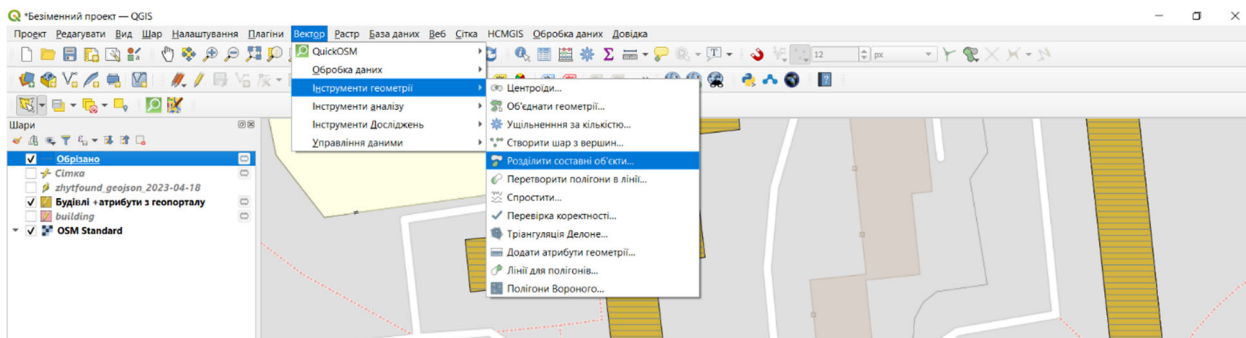 *Безіменний проект — QGIS
Проект Редагувати Вид Шар Налаштування Плагіни Вектор Растр База даних Веб Сітка HCMGIS Обробка даних Довідка
12 px
QuickOSM
Обробка даних
Інструменти геометрії
Інструменти аналізу
Інструменти Досліджень
Управління даними
Центроїди...
Об'єднати геометрії...
Ущільненння за кількістю...
Створити шар з вершин...
Розділити составні об'єкти...
Перетворити полігони в лінії...
Спростити...
Перевірка коректності...
Тріангуляція Делоне...
Додати атрибути геометрії...
Лінії для полігонів...
Полігони Вороного...
Шари
Обрізано
Сітка
zhytfound_geojson_2023-04-18
Будівлі +атрибути з геопорталу
building
OSM Standard